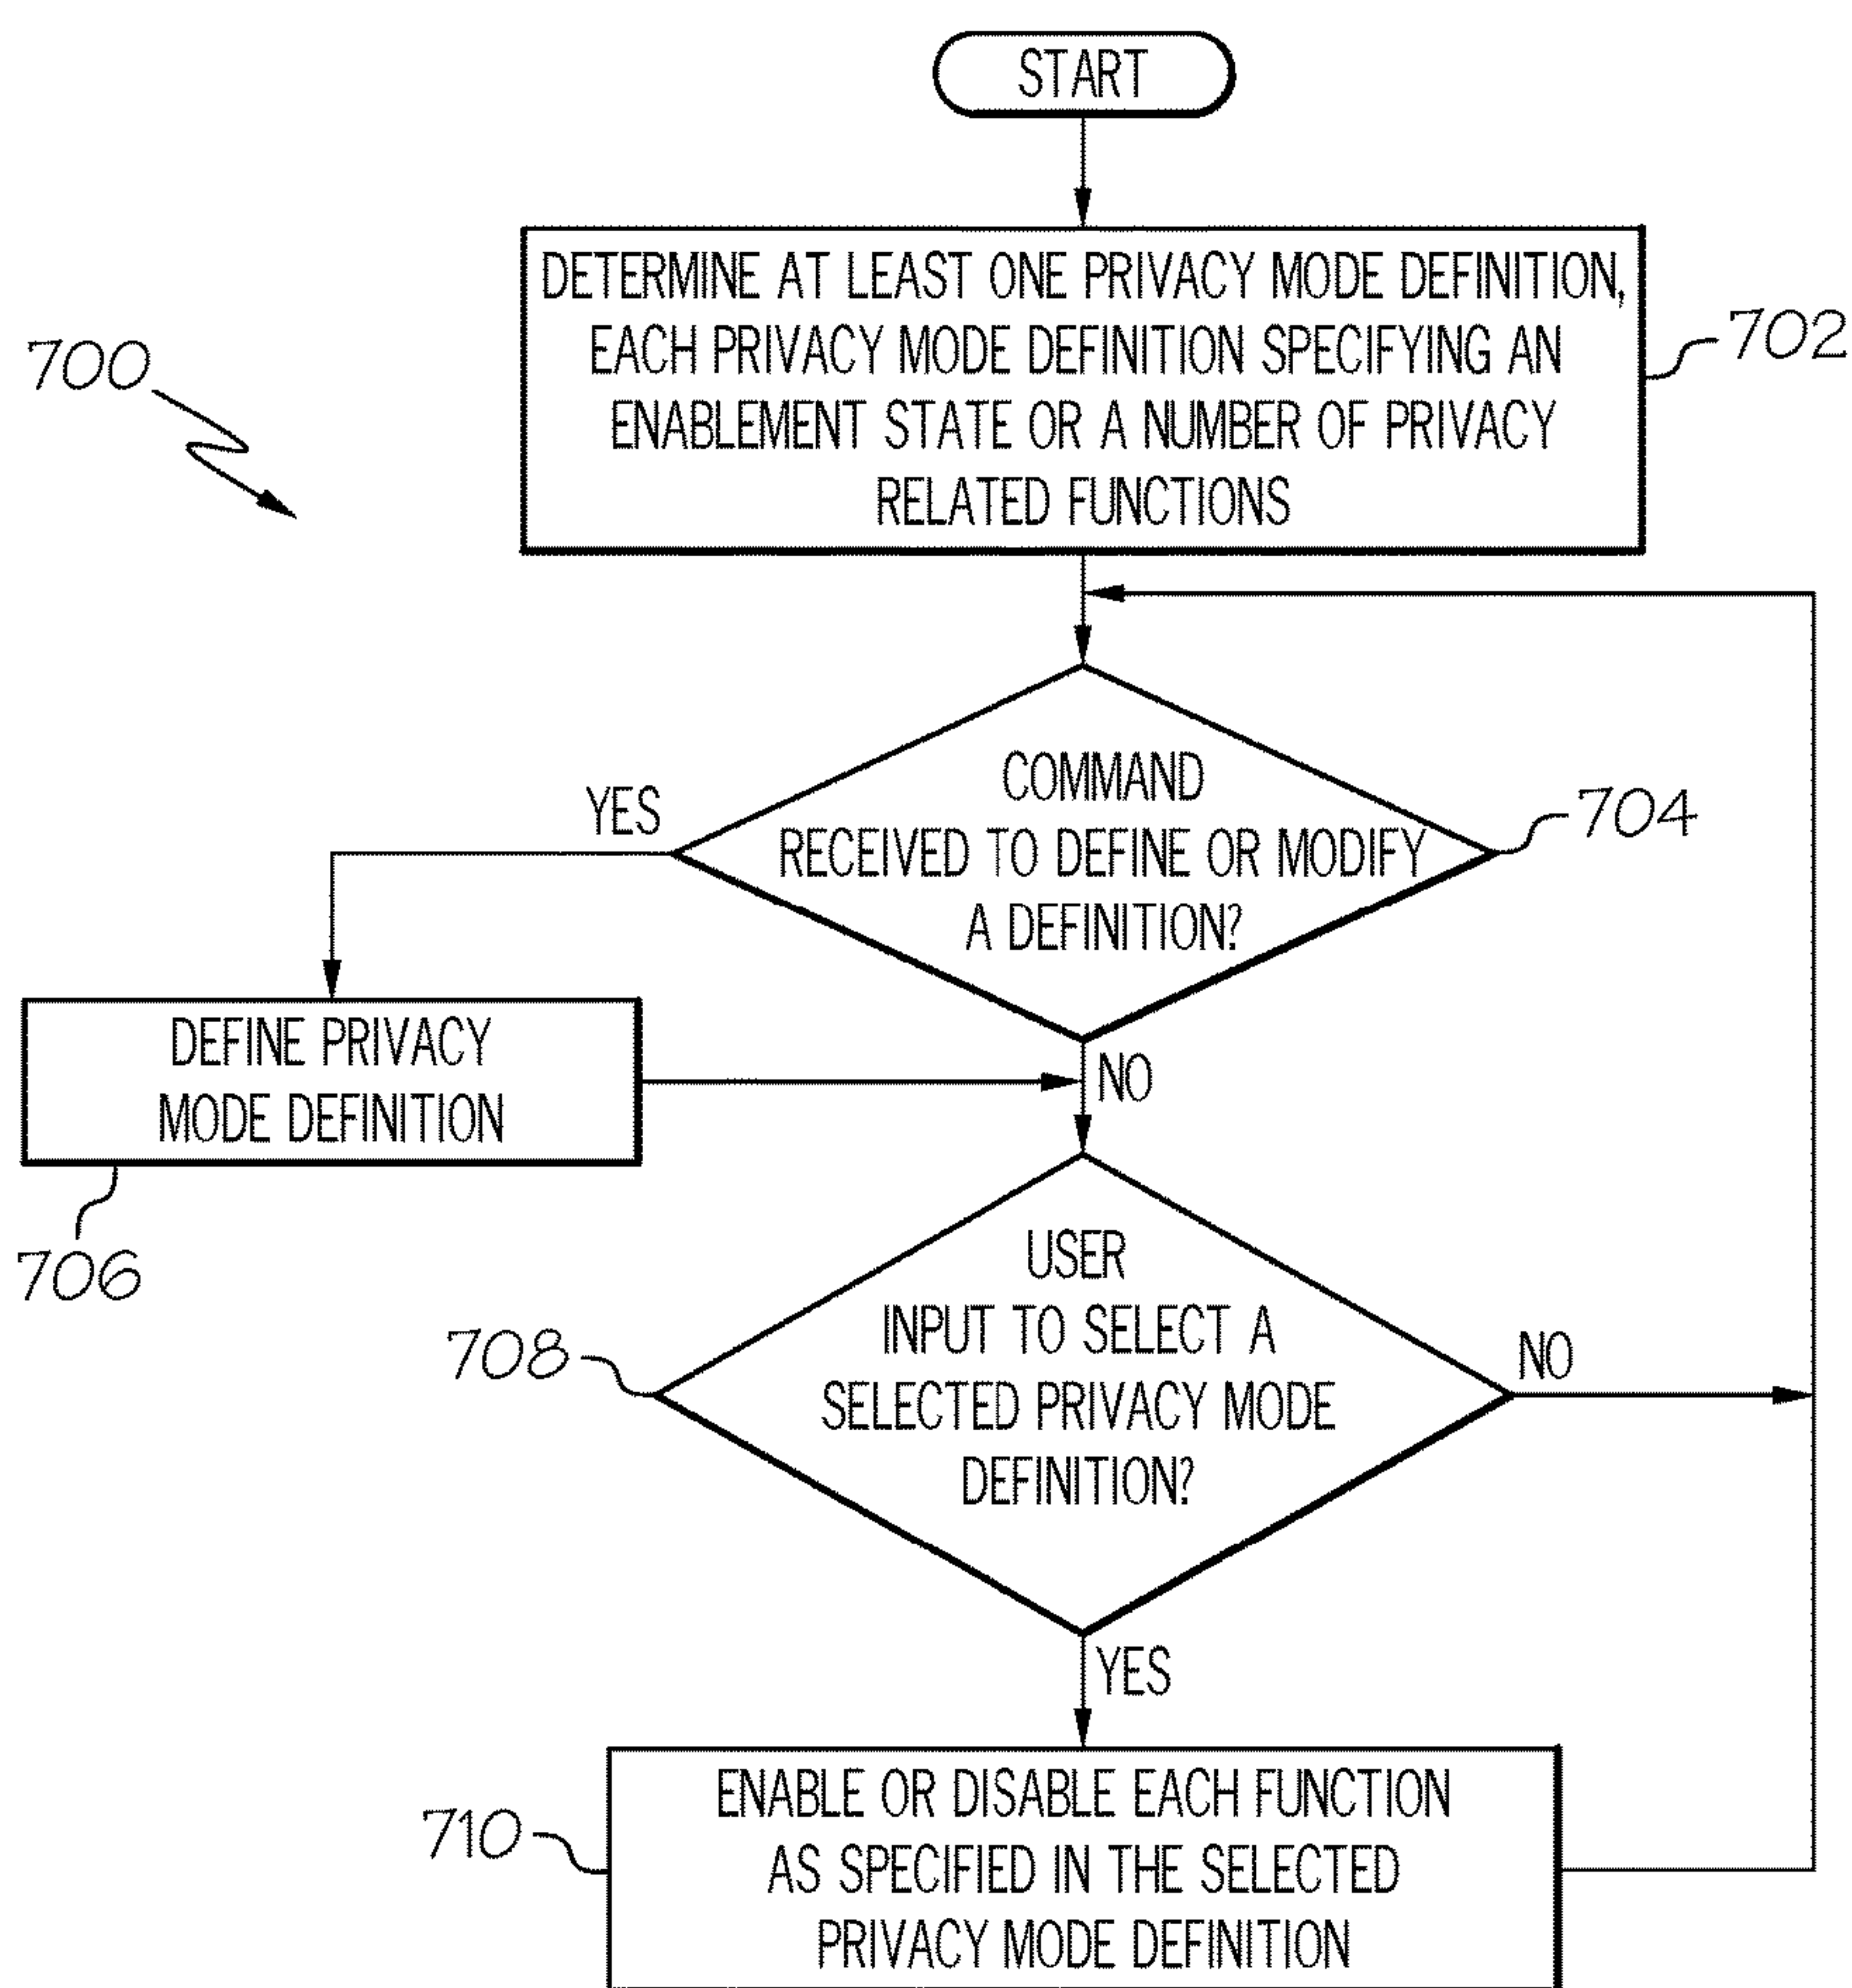 START
DETERMINE AT LEAST ONE PRIVACY MODE DEFINITION,
EACH PRIVACY MODE DEFINITION SPECIFYING AN
ENABLEMENT STATE OR A NUMBER OF PRIVACY
RELATED FUNCTIONS
702
700
COMMAND
RECEIVED TO DEFINE OR MODIFY
A DEFINITION?
YES
704
NO
DEFINE PRIVACY
MODE DEFINITION
706
USER
INPUT TO SELECT A
SELECTED PRIVACY MODE
DEFINITION?
708
NO
YES
ENABLE OR DISABLE EACH FUNCTION
AS SPECIFIED IN THE SELECTED
PRIVACY MODE DEFINITION
710